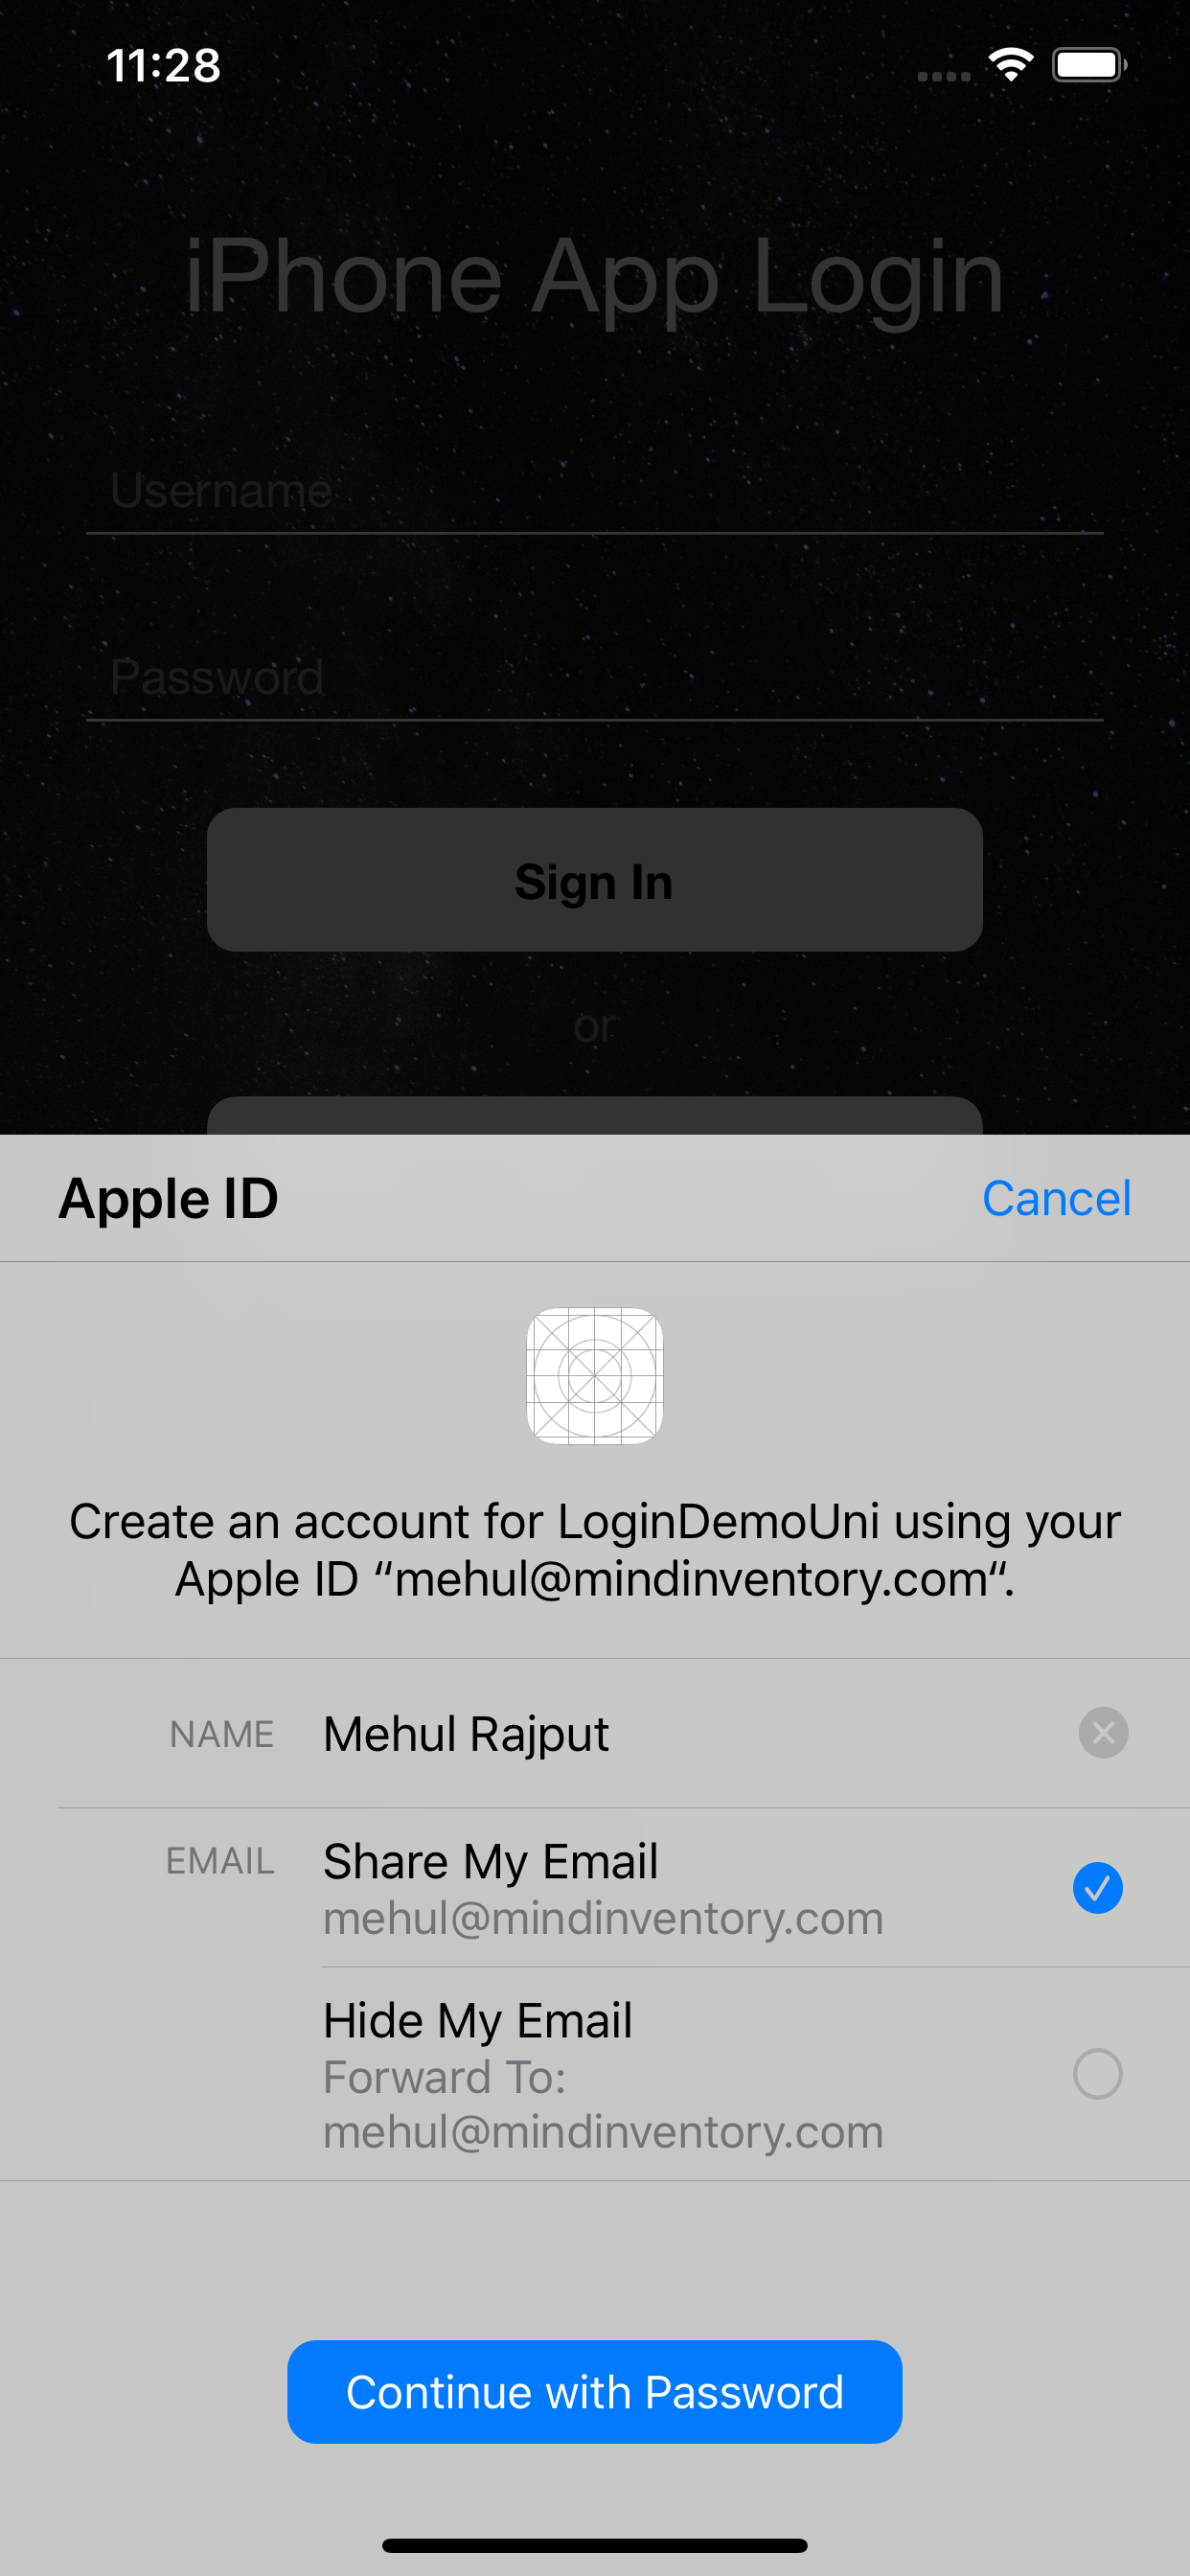 11:28
iPhone App Login
Username
Password
Sign In
or
Apple ID
Cancel
Create an account for LoginDemoUni using your
Apple ID “mehul@mindinventory.com“.
NAME
Mehul Rajput
EMAIL
Share My Email
mehul@mindinventory.com
Hide My Email
Forward To:
mehul@mindinventory.com
Continue with Password